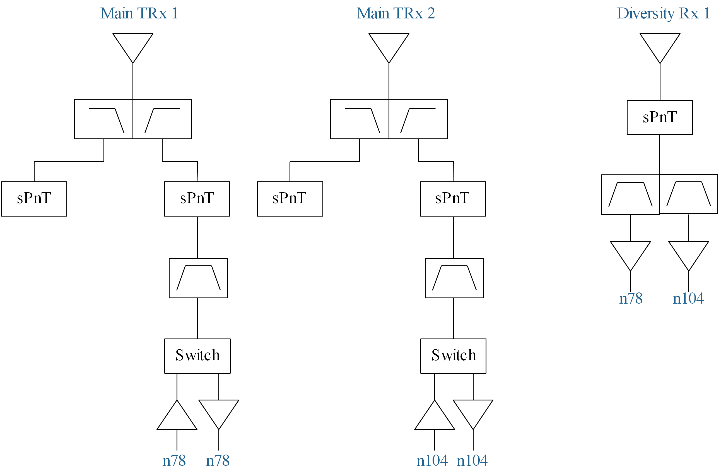 Main TRx 1
Main TRx 2
Diversity Rx 1
sPnT
sPnT
sPnT
sPnT
sPnT
Switch
Switch
n78
n104
n78
n78
n104
n104